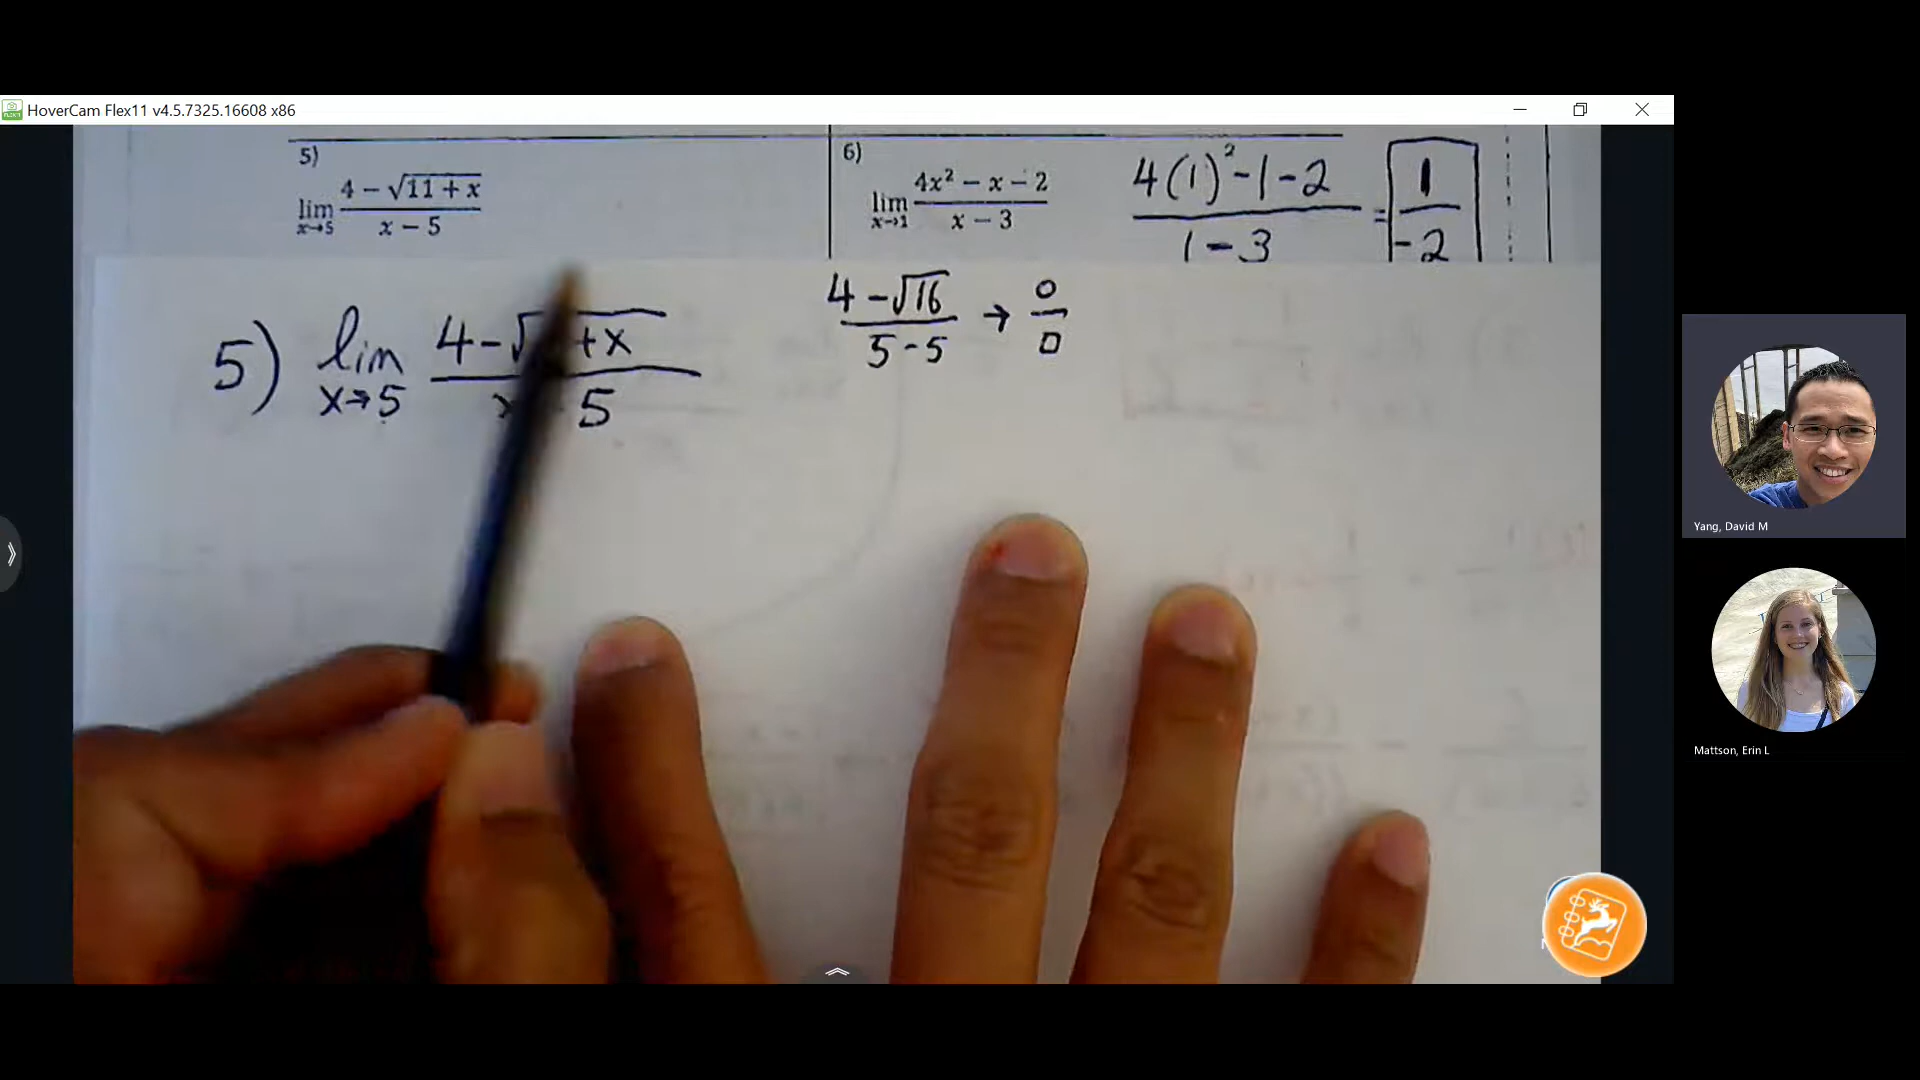 HoverCam Flex11 v4.5.7325.16608 x86
5)
lim x→5 (4 − √(11 + x)) / (x − 5)
6)
lim x→1 (4x² − x − 2) / (x − 3)
(4(1)² - 1 - 2) / (1 - 3) = 1 / -2
5) lim x→5 (4 - √ + x) / (x 5)
(4 - √16) / (5 - 5) → 0 / 0
Yang, David M
Mattson, Erin L